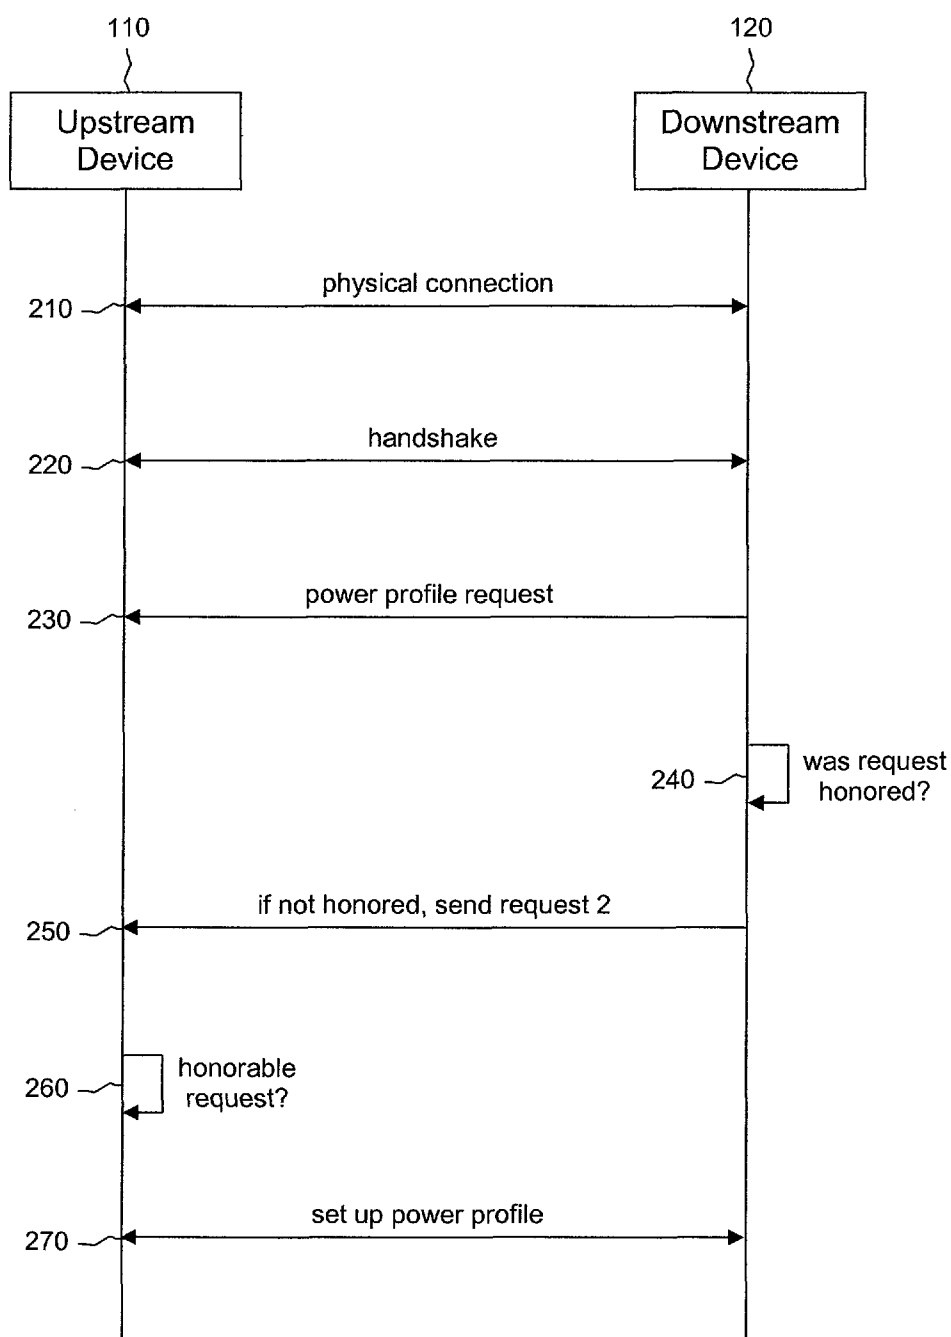 110
120
Upstream
Device
Downstream
Device
physical connection
210
handshake
220
power profile request
230
was request
honored?
240
if not honored, send request 2
250
honorable
request?
260
set up power profile
270